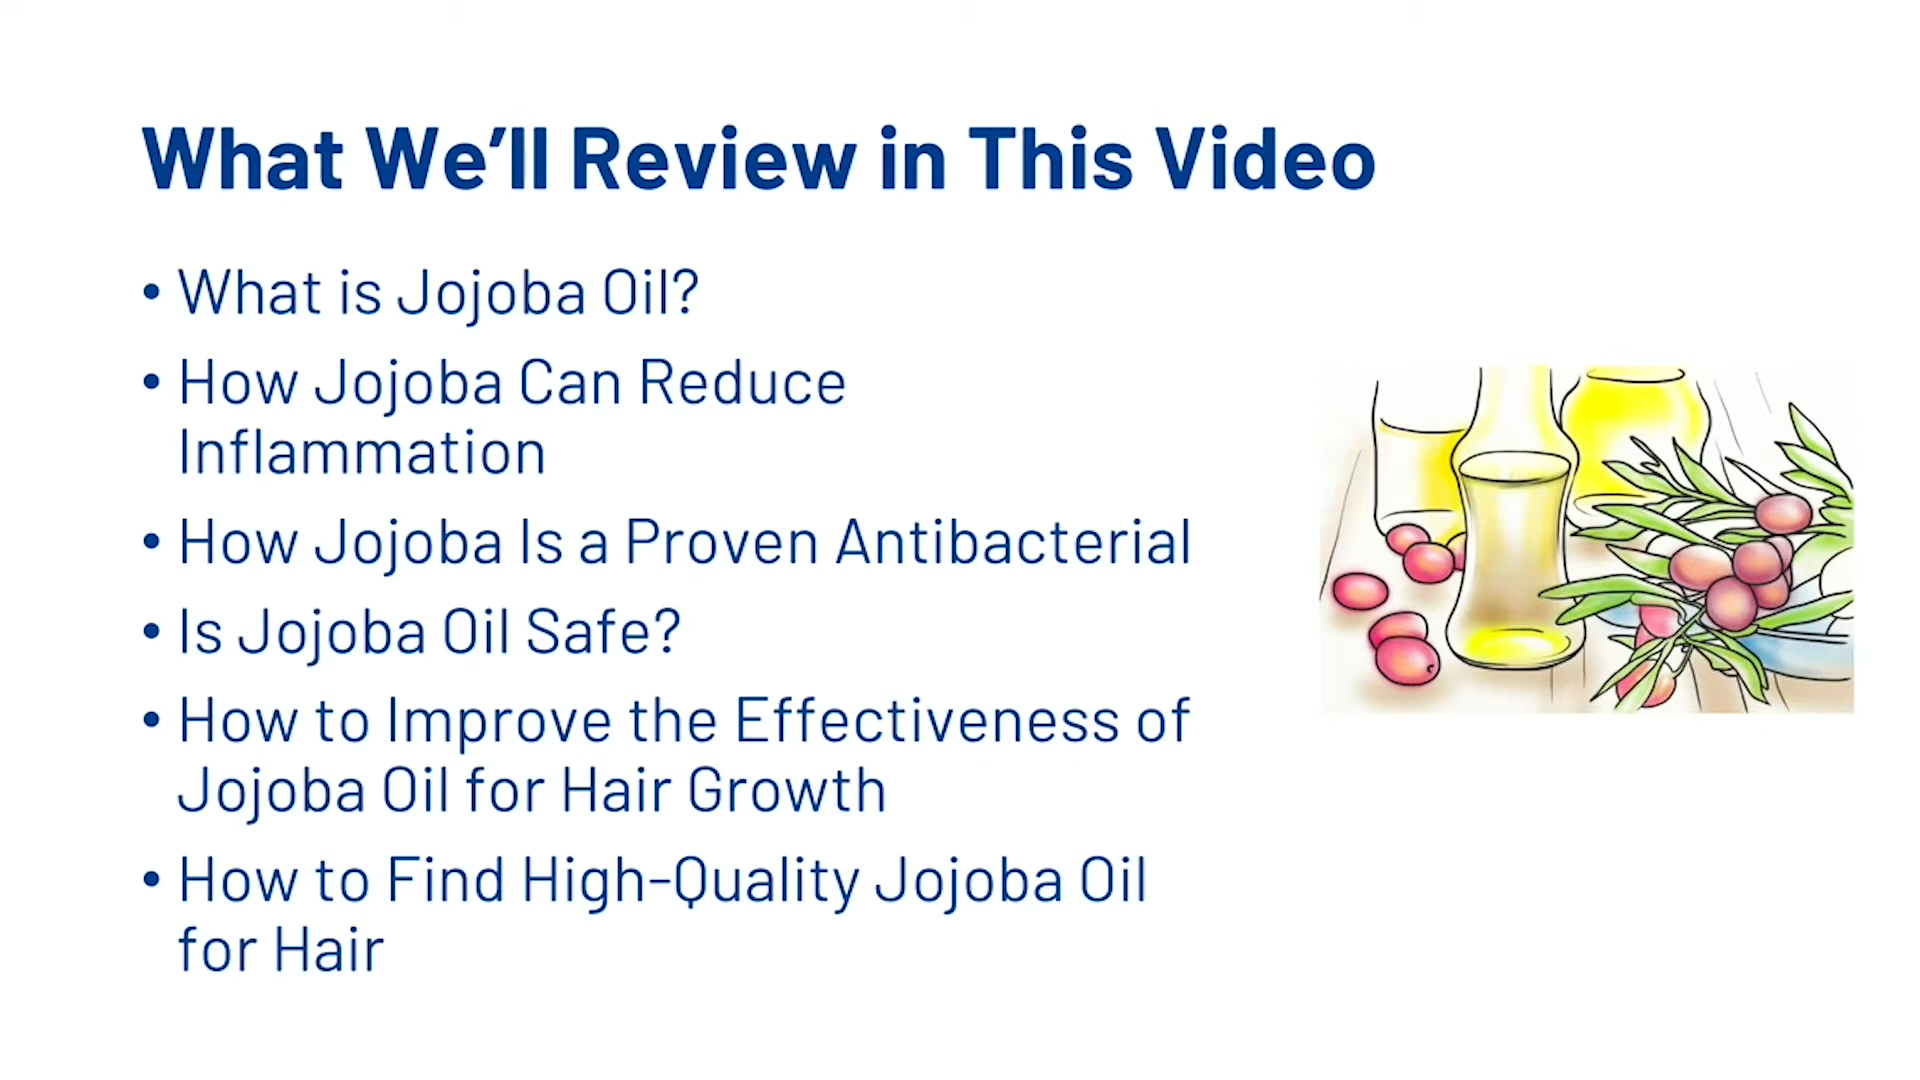 What We’ll Review in This Video
• What is Jojoba Oil?
• How Jojoba Can Reduce
Inflammation
• How Jojoba Is a Proven Antibacterial
• Is Jojoba Oil Safe?
• How to Improve the Effectiveness of
Jojoba Oil for Hair Growth
• How to Find High-Quality Jojoba Oil
for Hair